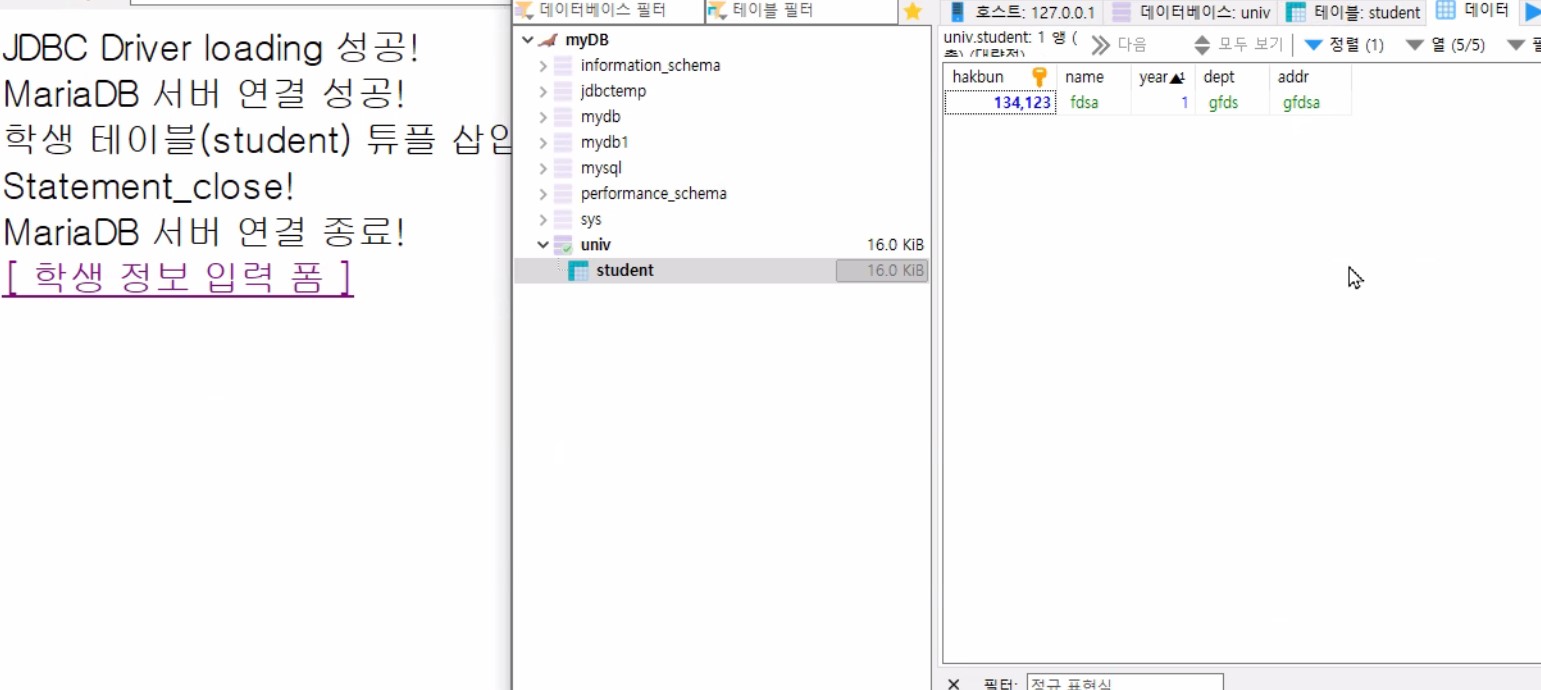 JDBC Driver loading 성공!
MariaDB 서버 연결 성공!
학생 테이블(student) 튜플 삽입
Statement_close!
MariaDB 서버 연결 종료!
[ 학생 정보 입력 폼 ]
데이터베이스 필터 테이블 필터
myDB
information_schema
jdbctemp
mydb
mydb1
mysql
performance_schema
sys
univ 16.0 KiB
student 16.0 KiB
호스트: 127.0.0.1 데이터베이스: univ 테이블: student 데이터
univ.student: 1 행 (
총) (대략적) 다음 모두 보기 정렬 (1) 열 (5/5)
hakbun name year 1 dept addr
134,123 fdsa 1 gfds gfdsa
필터: 정규 표현식